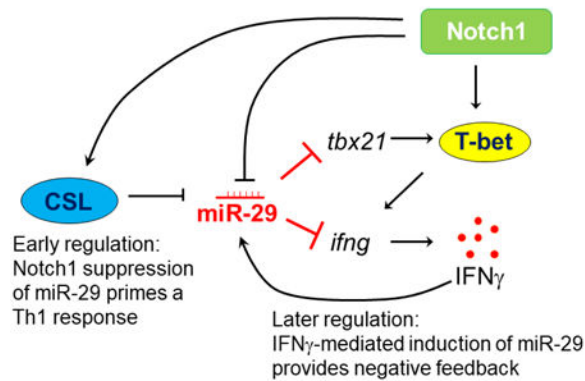 Notch1
tbx21
T-bet
CSL
miR-29
ifng
IFNγ
Early regulation:
Notch1 suppression
of miR-29 primes a
Th1 response
Later regulation:
IFNγ-mediated induction of miR-29
provides negative feedback